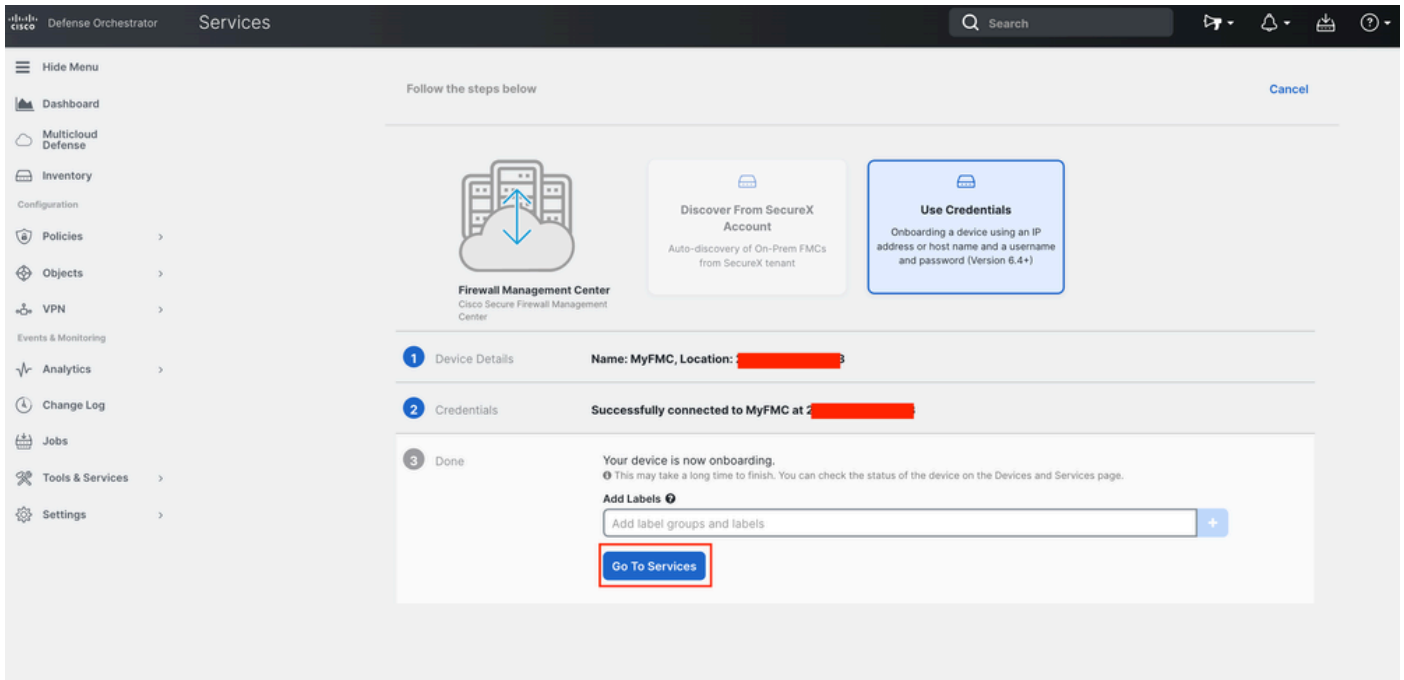 cisco Defense Orchestrator Services
Search
Hide Menu
Dashboard
Multicloud
Defense
Inventory
Configuration
Policies
Objects
VPN
Events & Monitoring
Analytics
Change Log
Jobs
Tools & Services
Settings
Follow the steps below
Cancel
Firewall Management Center
Cisco Secure Firewall Management
Center
Discover From SecureX
Account
Auto-discovery of On-Prem FMCs
from SecureX tenant
Use Credentials
Onboarding a device using an IP
address or host name and a username
and password (Version 6.4+)
1 Device Details Name: MyFMC, Location:
2 Credentials Successfully connected to MyFMC at 2
3 Done Your device is now onboarding.
This may take a long time to finish. You can check the status of the device on the Devices and Services page.
Add Labels
Add label groups and labels
+
Go To Services